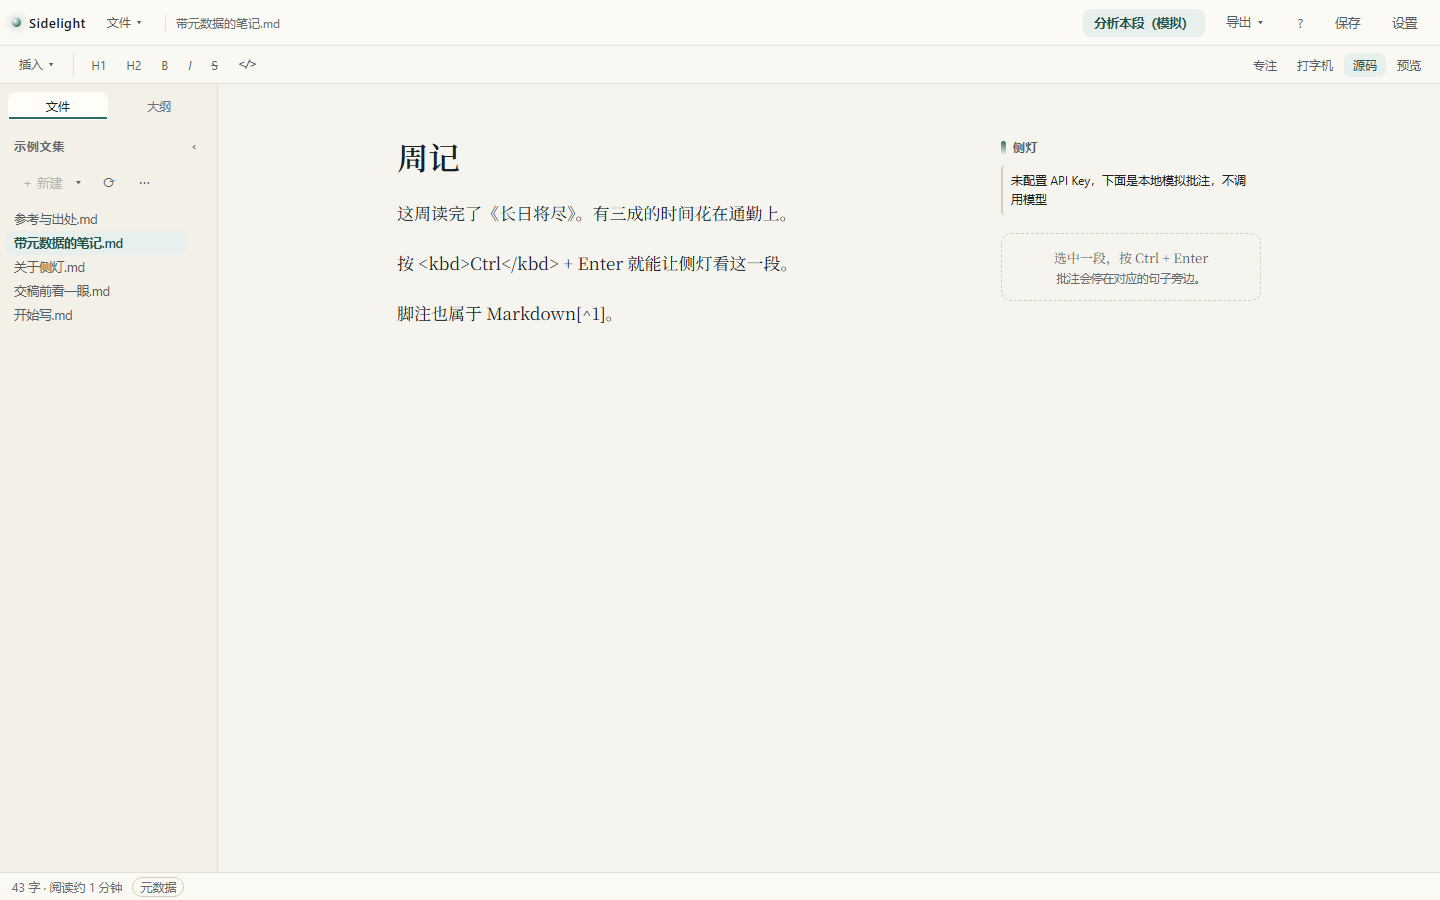 Sidelight
文件
带元数据的笔记.md
分析本段（模拟）
导出
?
保存
设置
插入
H1
H2
B
I
S
</>
专注
打字机
源码
预览
文件
大纲
示例文集
‹
+ 新建
···
参考与出处.md
带元数据的笔记.md
关于侧灯.md
交稿前看一眼.md
开始写.md
周记
这周读完了《长日将尽》。有三成的时间花在通勤上。
按 <kbd>Ctrl</kbd> + Enter 就能让侧灯看这一段。
脚注也属于 Markdown[^1]。
侧灯
未配置 API Key，下面是本地模拟批注，不调
用模型
选中一段，按 Ctrl + Enter
批注会停在对应的句子旁边。
43 字 · 阅读约 1 分钟
元数据